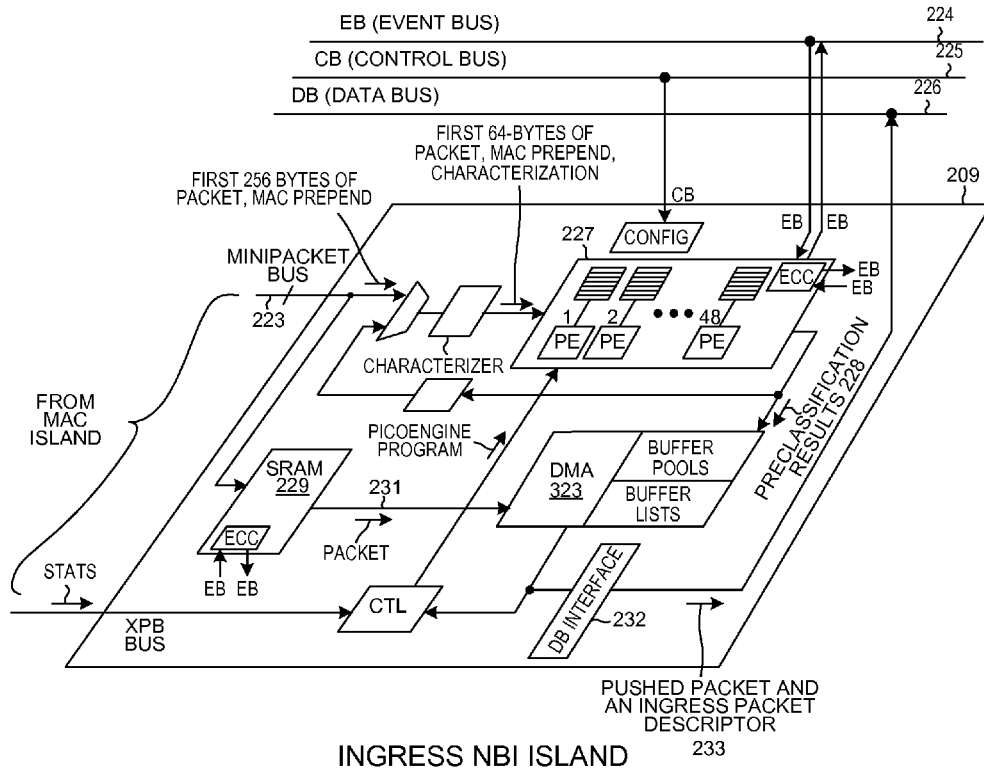 EB (EVENT BUS)
224
CB (CONTROL BUS)
225
DB (DATA BUS)
226
FIRST 64-BYTES OF
PACKET, MAC PREPEND,
CHARACTERIZATION
FIRST 256 BYTES OF
PACKET, MAC PREPEND
209
CB
EB
EB
CONFIG
227
MINIPACKET
BUS
223
ECC
EB
EB
1
2
48
PE
PE
PE
CHARACTERIZER
FROM
MAC
ISLAND
PICOENGINE
PROGRAM
PRECLASSIFICATION
RESULTS 228
SRAM
229
231
DMA
323
BUFFER
POOLS
BUFFER
LISTS
PACKET
ECC
EB
EB
STATS
CTL
XPB
BUS
DB INTERFACE
232
PUSHED PACKET AND
AN INGRESS PACKET
DESCRIPTOR
233
INGRESS NBI ISLAND